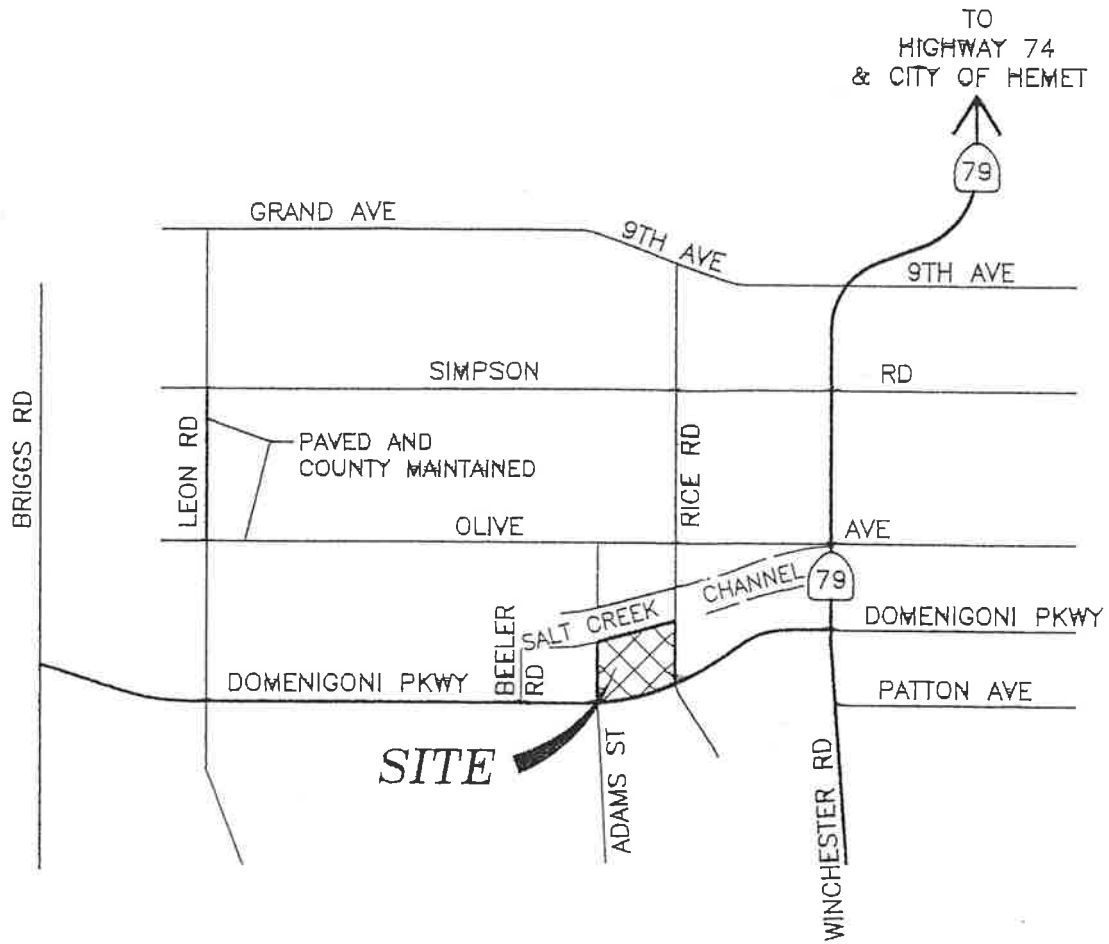 TO
HIGHWAY 74
& CITY OF HEMET
79
GRAND AVE
9TH AVE
9TH AVE
SIMPSON
RD
BRIGGS RD
LEON RD
PAVED AND
COUNTY MAINTAINED
RICE RD
OLIVE
AVE
SALT CREEK
CHANNEL
79
BEELER
RD
DOMENIGONI PKWY
DOMENIGONI PKWY
PATTON AVE
SITE
ADAMS ST
WINCHESTER RD